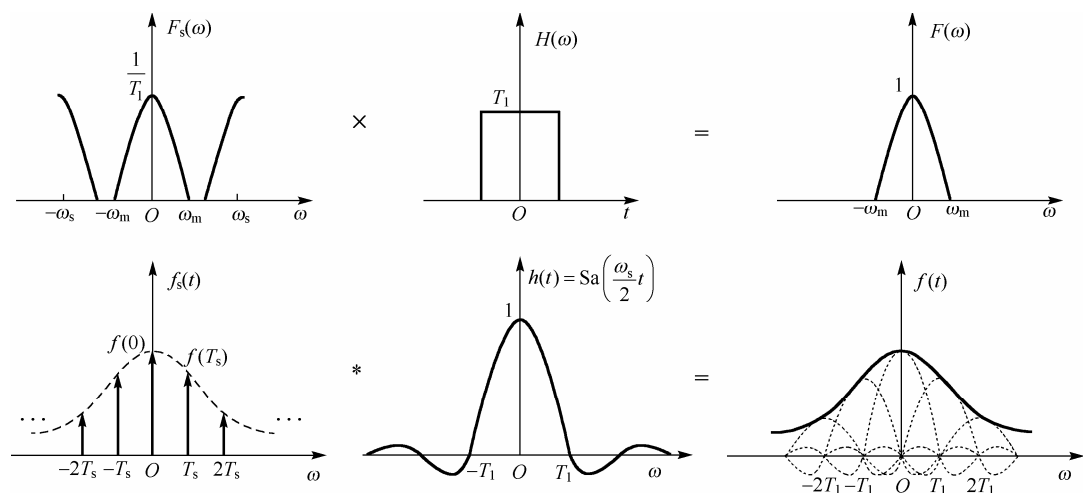 F_s(ω)
1/T_1
−ω_s −ω_m O ω_m ω_s ω
×
H(ω)
T_1
O t
=
F(ω)
1
−ω_m O ω_m ω
f_s(t)
f(0)
f(T_s)
··· ···
−2T_s −T_s O T_s 2T_s ω
*
h(t) = Sa(ω_s/2 t)
1
−T_1 O T_1 ω
=
f(t)
−2T_1 −T_1 O T_1 2T_1 ω